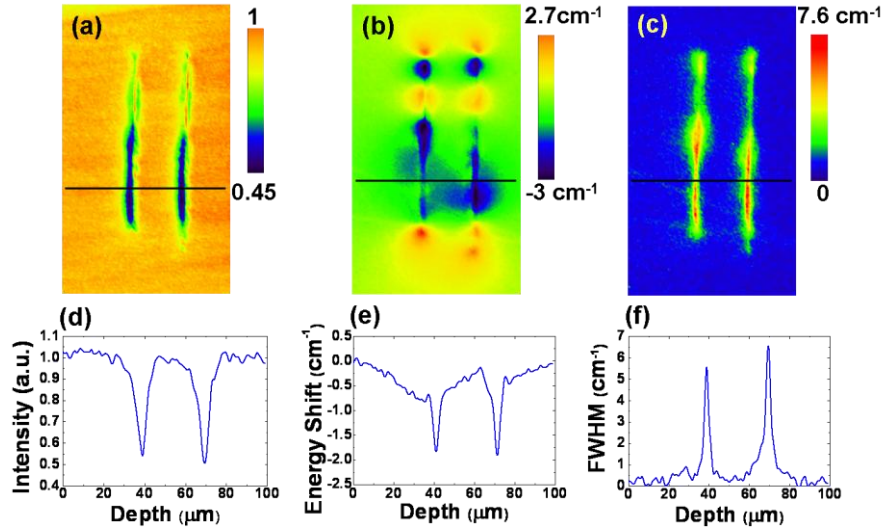 (a)
1
0.45
(b)
2.7cm⁻¹
-3 cm⁻¹
(c)
7.6 cm⁻¹
0
(d)
Intensity (a.u.)
1.1
1.0
0.9
0.8
0.7
0.6
0.5
0.4
0 20 40 60 80 100
Depth (μm)
(e)
Energy Shift (cm⁻¹)
0.5
0.0
-0.5
-1.0
-1.5
-2.0
-2.5
0 20 40 60 80 100
Depth (μm)
(f)
FWHM (cm⁻¹)
7
6
5
4
3
2
1
0
0 20 40 60 80 100
Depth (μm)